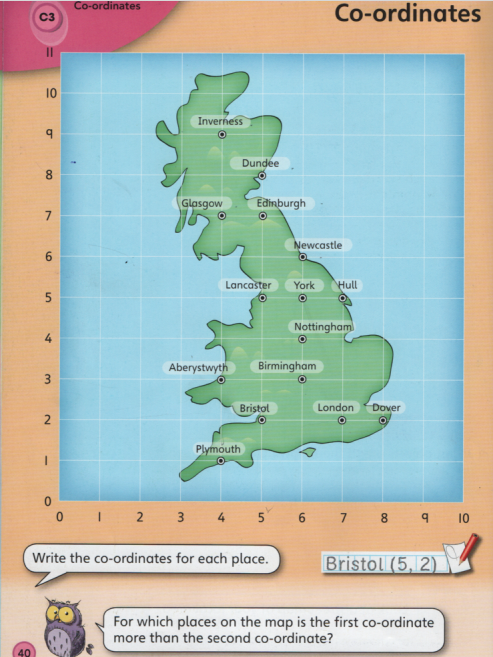 Co-ordinates
C3
Co-ordinates
11
10
9
8
7
6
5
4
3
2
1
0
Inverness
Dundee
Glasgow Edinburgh
Newcastle
Lancaster York Hull
Nottingham
Aberystwyth Birmingham
Bristol London Dover
Plymouth
0 1 2 3 4 5 6 7 8 9 10
Write the co-ordinates for each place.
Bristol (5, 2)
For which places on the map is the first co-ordinate
more than the second co-ordinate?
40